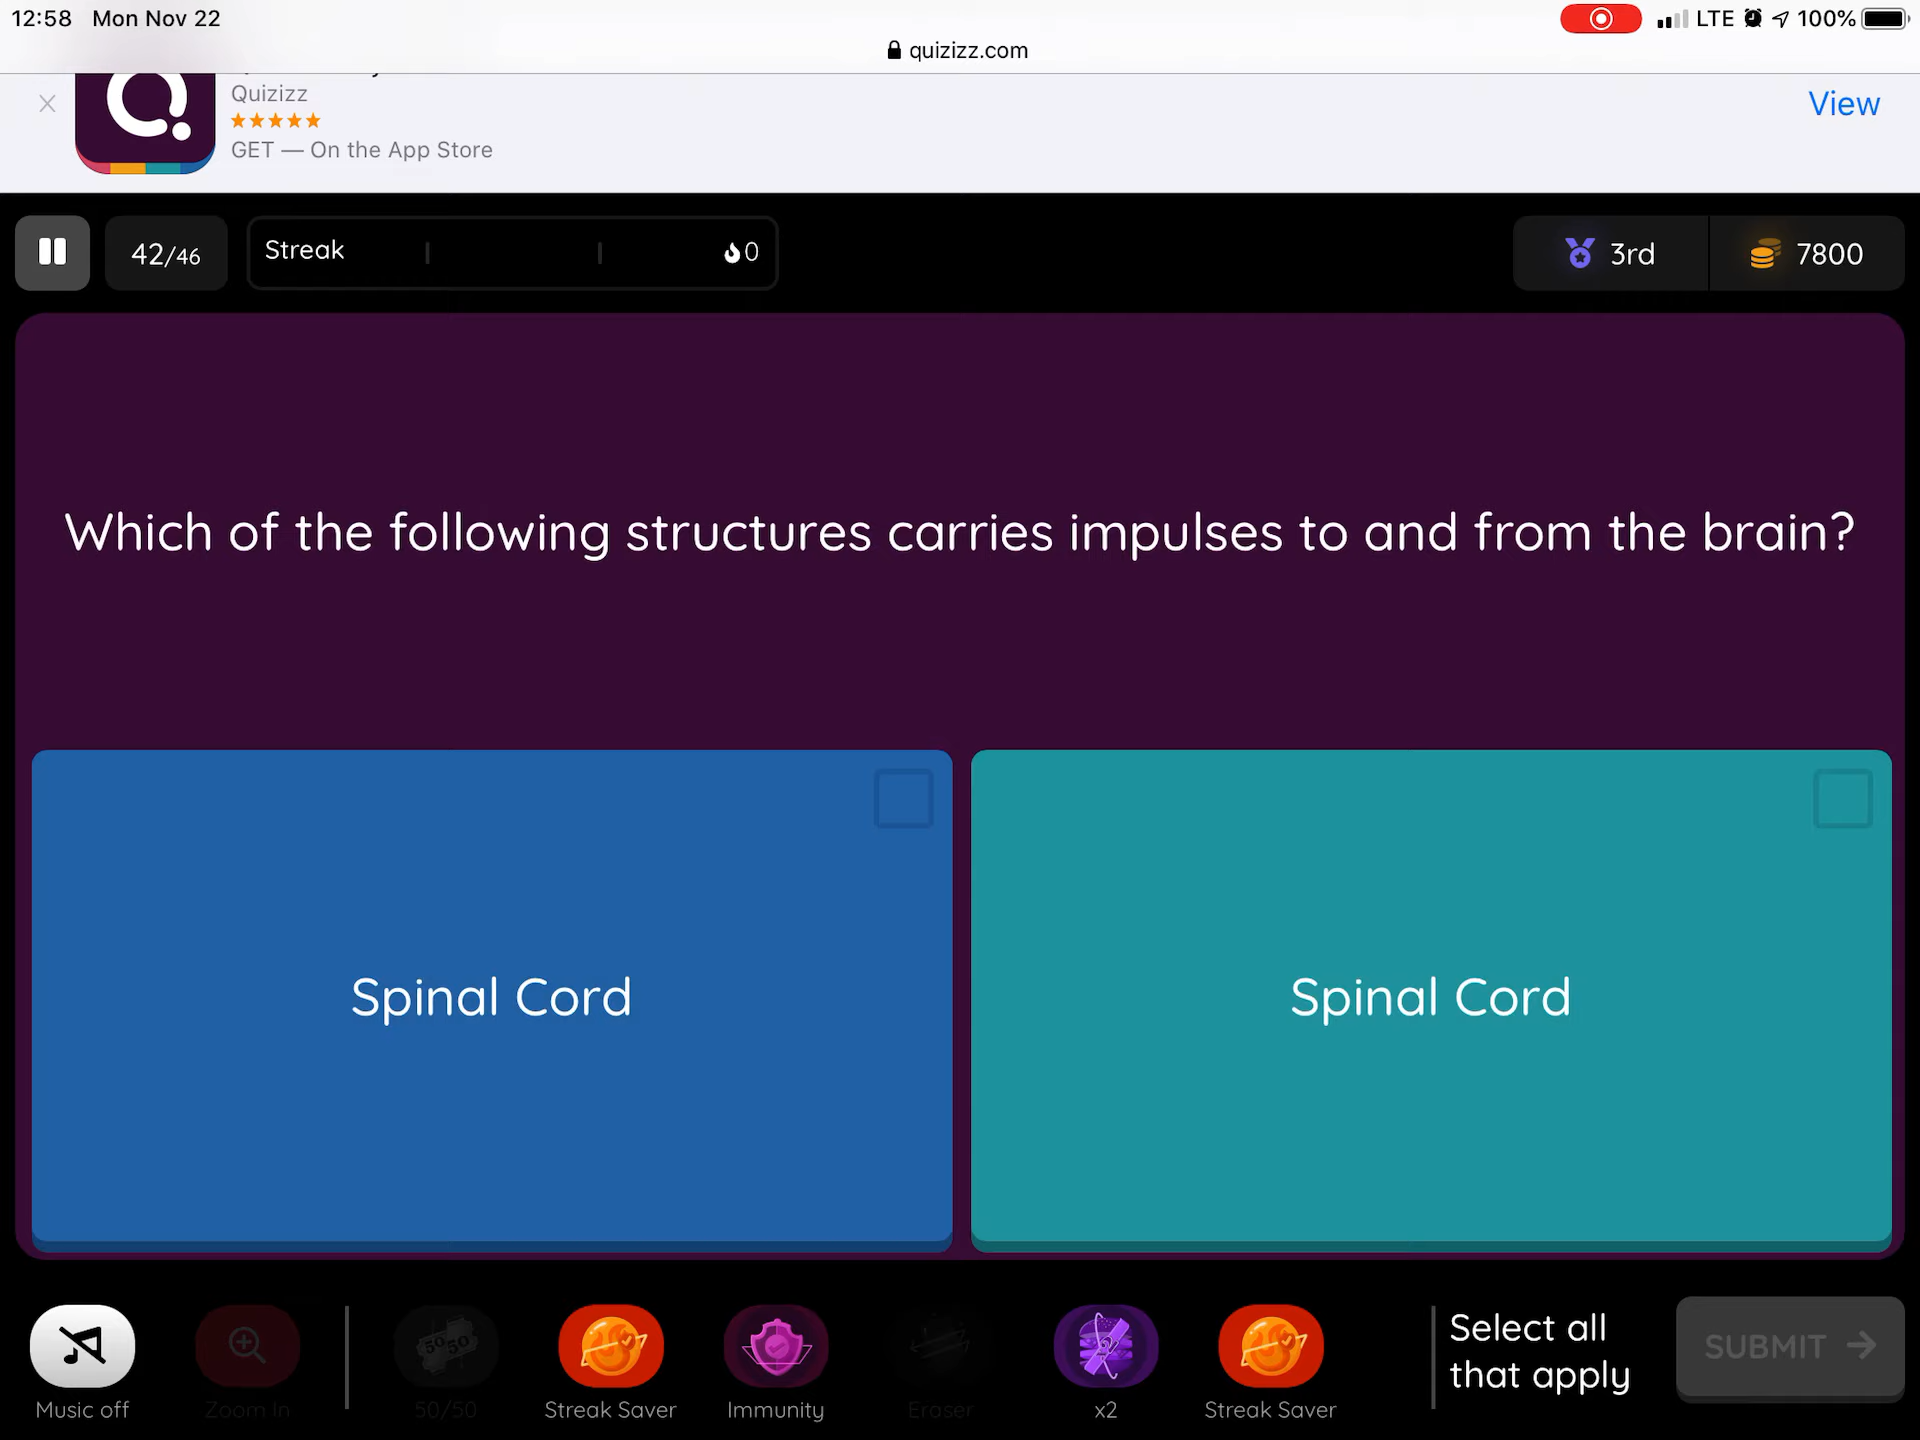 12:58 Mon Nov 22
LTE 100%
quizizz.com
Quizizz
GET — On the App Store
View
42/46
Streak
0
3rd
7800
Which of the following structures carries impulses to and from the brain?
Spinal Cord
Spinal Cord
Select all
that apply
SUBMIT
Music off
Zoom In
50/50
Streak Saver
Immunity
Eraser
x2
Streak Saver